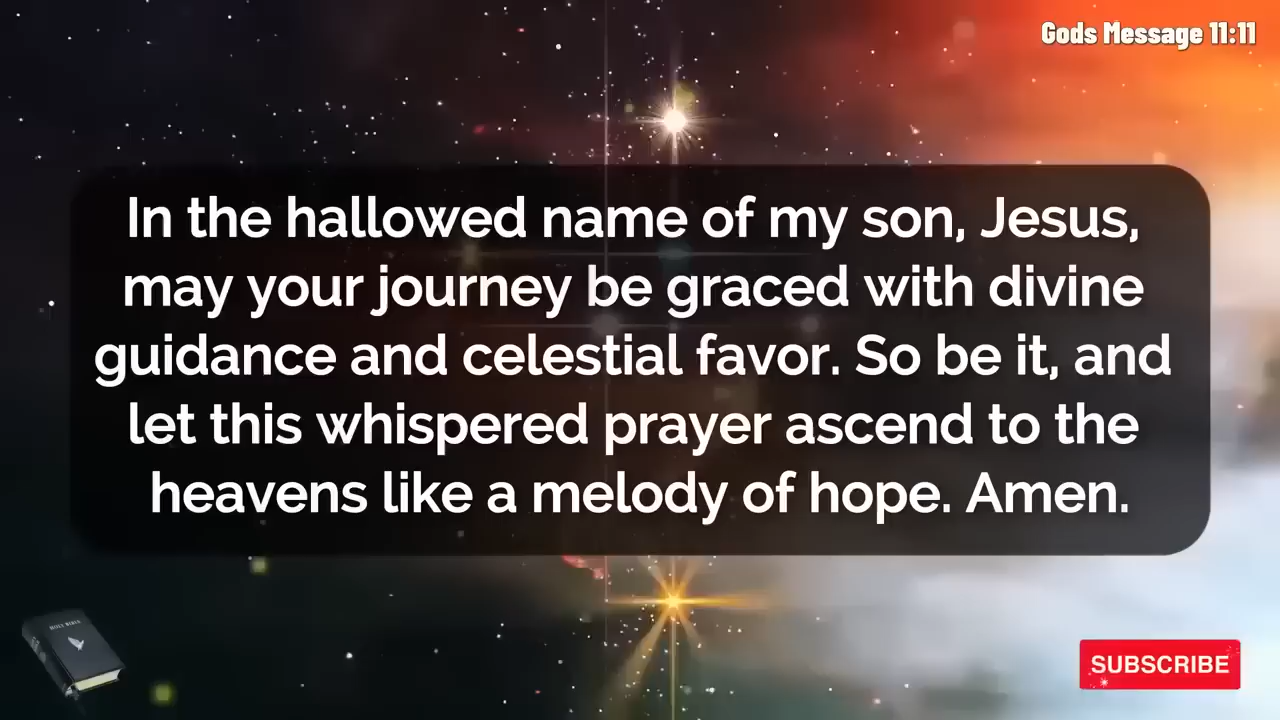 Gods Message 11:11
In the hallowed name of my son, Jesus,
may your journey be graced with divine
guidance and celestial favor. So be it, and
let this whispered prayer ascend to the
heavens like a melody of hope. Amen.
HOLY BIBLE
SUBSCRIBE